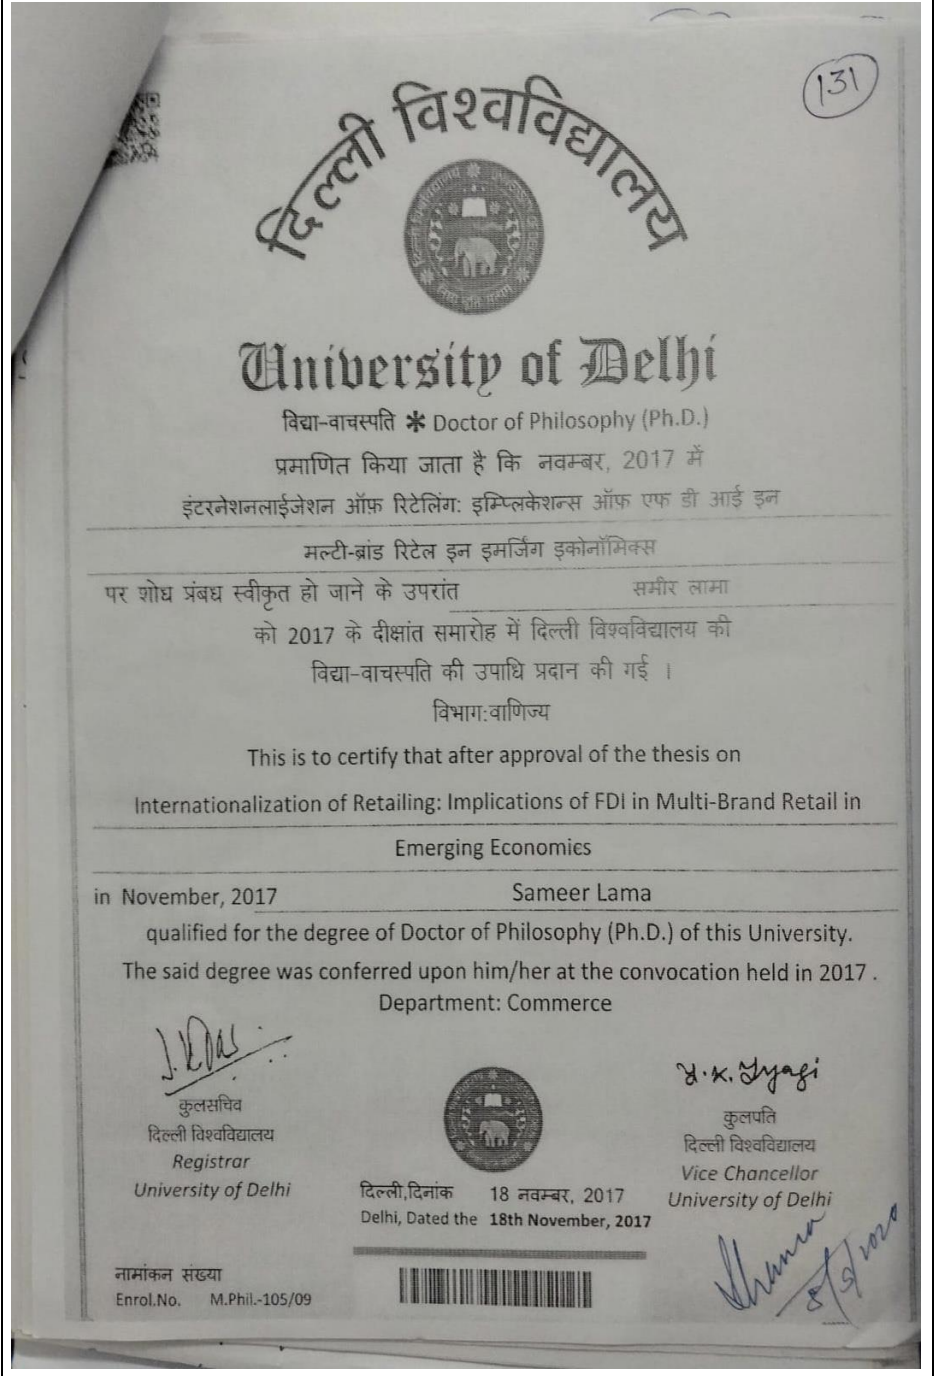 131
दिल्ली विश्वविद्यालय
University of Delhi
विद्या-वाचस्पति * Doctor of Philosophy (Ph.D.)
प्रमाणित किया जाता है कि नवम्बर, 2017 में
इंटरनेशनलाईजेशन ऑफ़ रिटेलिंग: इम्प्लिकेशन्स ऑफ़ एफ डी आई इन
मल्टी-ब्रांड रिटेल इन इमर्जिंग इकोनॉमिक्स
पर शोध प्रंबध स्वीकृत हो जाने के उपरांत समीर लामा
को 2017 के दीक्षांत समारोह में दिल्ली विश्वविद्यालय की
विद्या-वाचस्पति की उपाधि प्रदान की गई ।
विभाग:वाणिज्य
This is to certify that after approval of the thesis on
Internationalization of Retailing: Implications of FDI in Multi-Brand Retail in
Emerging Economics
in November, 2017 Sameer Lama
qualified for the degree of Doctor of Philosophy (Ph.D.) of this University.
The said degree was conferred upon him/her at the convocation held in 2017 .
Department: Commerce
कुलसचिव
दिल्ली विश्वविद्यालय
Registrar
University of Delhi
Y.K. Tyagi
कुलपति
दिल्ली विश्वविद्यालय
Vice Chancellor
University of Delhi
दिल्ली,दिनांक 18 नवम्बर, 2017
Delhi, Dated the 18th November, 2017
नामांकन संख्या
Enrol.No. M.Phil.-105/09